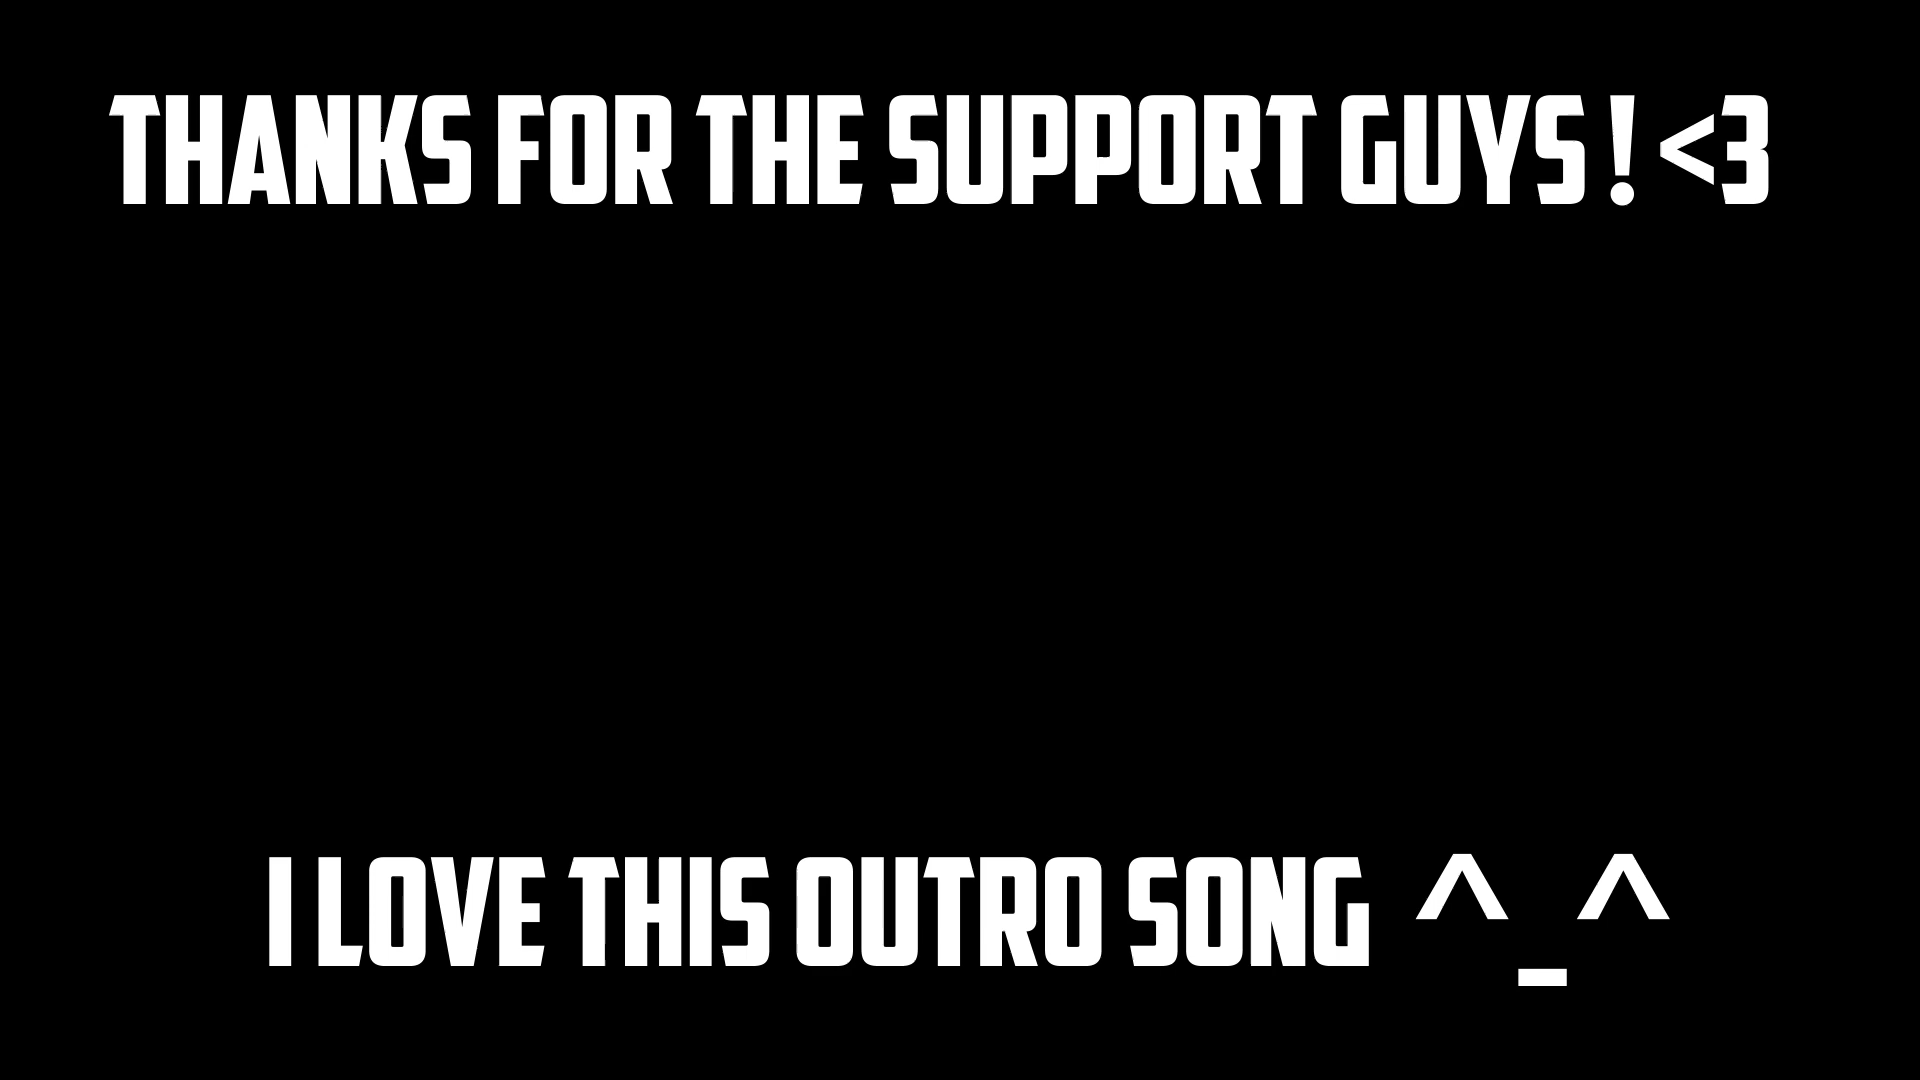 THANKS FOR THE SUPPORT GUYS ! <3
I LOVE THIS OUTRO SONG ^_^